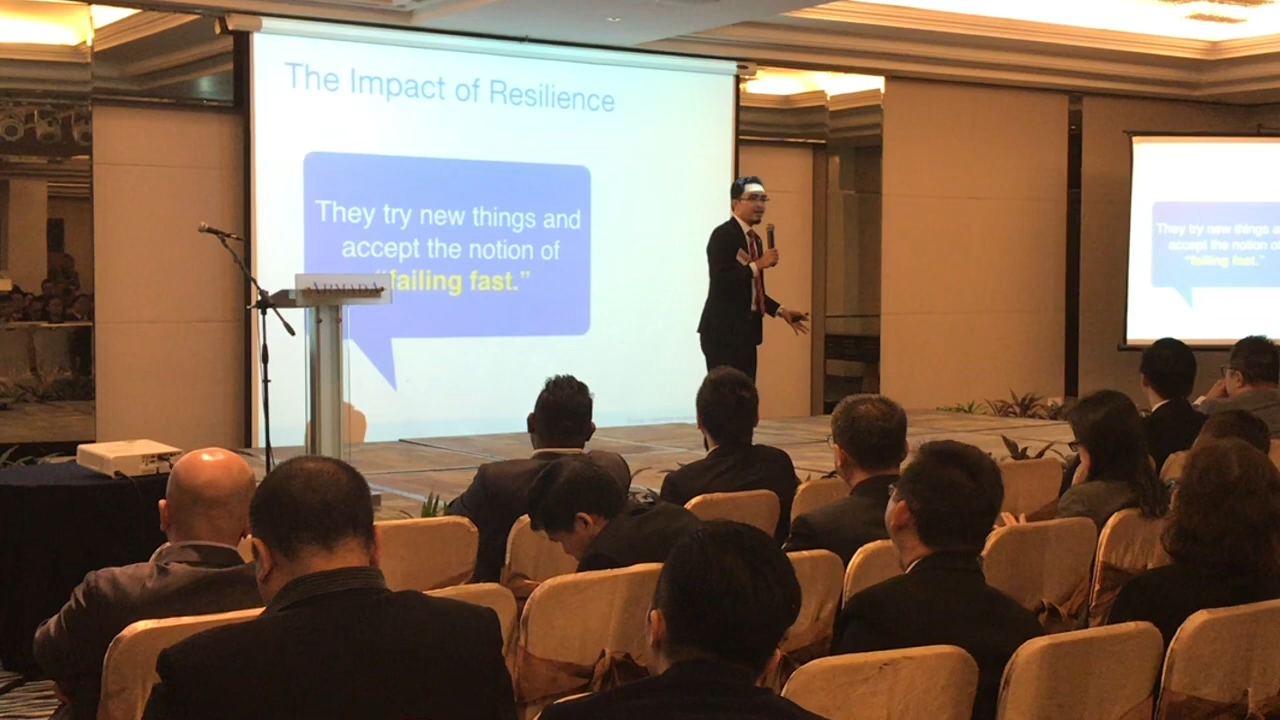 The Impact of Resilience
They try new things and
accept the notion of
“failing fast.”
ARMADA
They try new things a
accept the notion o
“failing fast.”